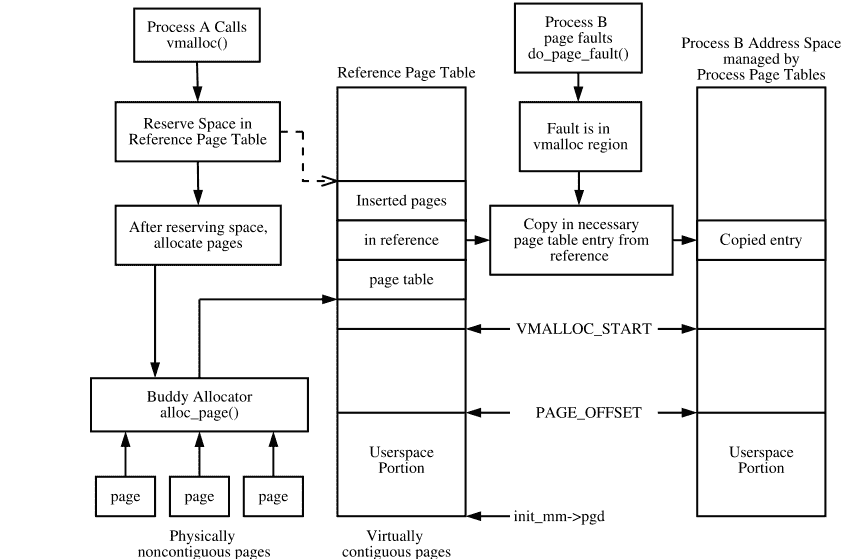 Process A Calls
vmalloc()
Reserve Space in
Reference Page Table
After reserving space,
allocate pages
Buddy Allocator
alloc_page()
page
page
page
Physically
noncontiguous pages
Reference Page Table
Inserted pages
in reference
page table
Userspace
Portion
Virtually
contiguous pages
Process B
page faults
do_page_fault()
Fault is in
vmalloc region
Copy in necessary
page table entry from
reference
VMALLOC_START
PAGE_OFFSET
init_mm->pgd
Process B Address Space
managed by
Process Page Tables
Copied entry
Userspace
Portion